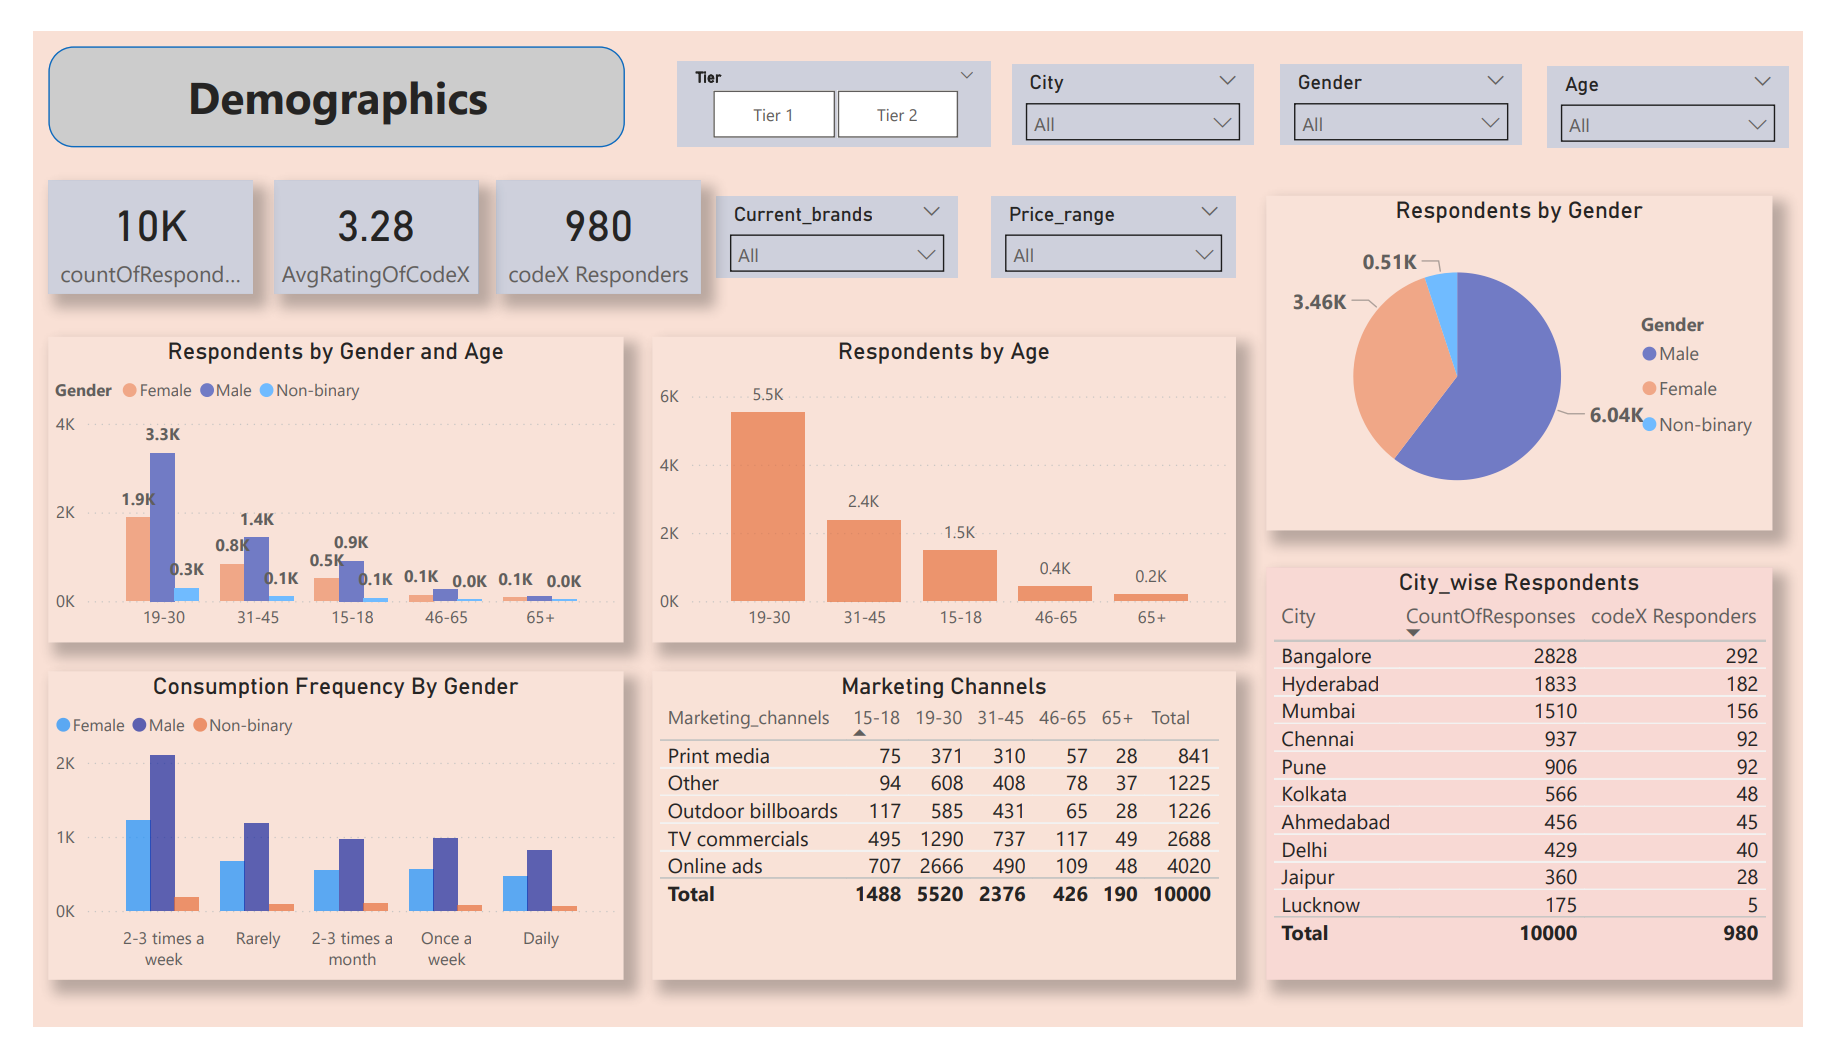 Demographics
Tier
Tier 1
Tier 2
City
All
Gender
All
Age
All
10K
countOfRespond...
3.28
AvgRatingOfCodeX
980
codeX Responders
Current_brands
All
Price_range
All
Respondents by Gender
0.51K
3.46K
6.04K
Gender
Male
Female
Non-binary
Respondents by Gender and Age
Gender Female Male Non-binary
4K
2K
0K
1.9K 3.3K 0.3K
0.8K 1.4K 0.1K
0.5K 0.9K 0.1K
0.1K 0.0K
0.1K 0.0K
19-30 31-45 15-18 46-65 65+
Respondents by Age
6K
4K
2K
0K
5.5K 2.4K 1.5K 0.4K 0.2K
19-30 31-45 15-18 46-65 65+
Consumption Frequency By Gender
Female Male Non-binary
2K
1K
0K
2-3 times a week
Rarely
2-3 times a month
Once a week
Daily
Marketing Channels
Marketing_channels 15-18 19-30 31-45 46-65 65+ Total
Print media 75 371 310 57 28 841
Other 94 608 408 78 37 1225
Outdoor billboards 117 585 431 65 28 1226
TV commercials 495 1290 737 117 49 2688
Online ads 707 2666 490 109 48 4020
Total 1488 5520 2376 426 190 10000
City_wise Respondents
City CountOfResponses codeX Responders
Bangalore 2828 292
Hyderabad 1833 182
Mumbai 1510 156
Chennai 937 92
Pune 906 92
Kolkata 566 48
Ahmedabad 456 45
Delhi 429 40
Jaipur 360 28
Lucknow 175 5
Total 10000 980